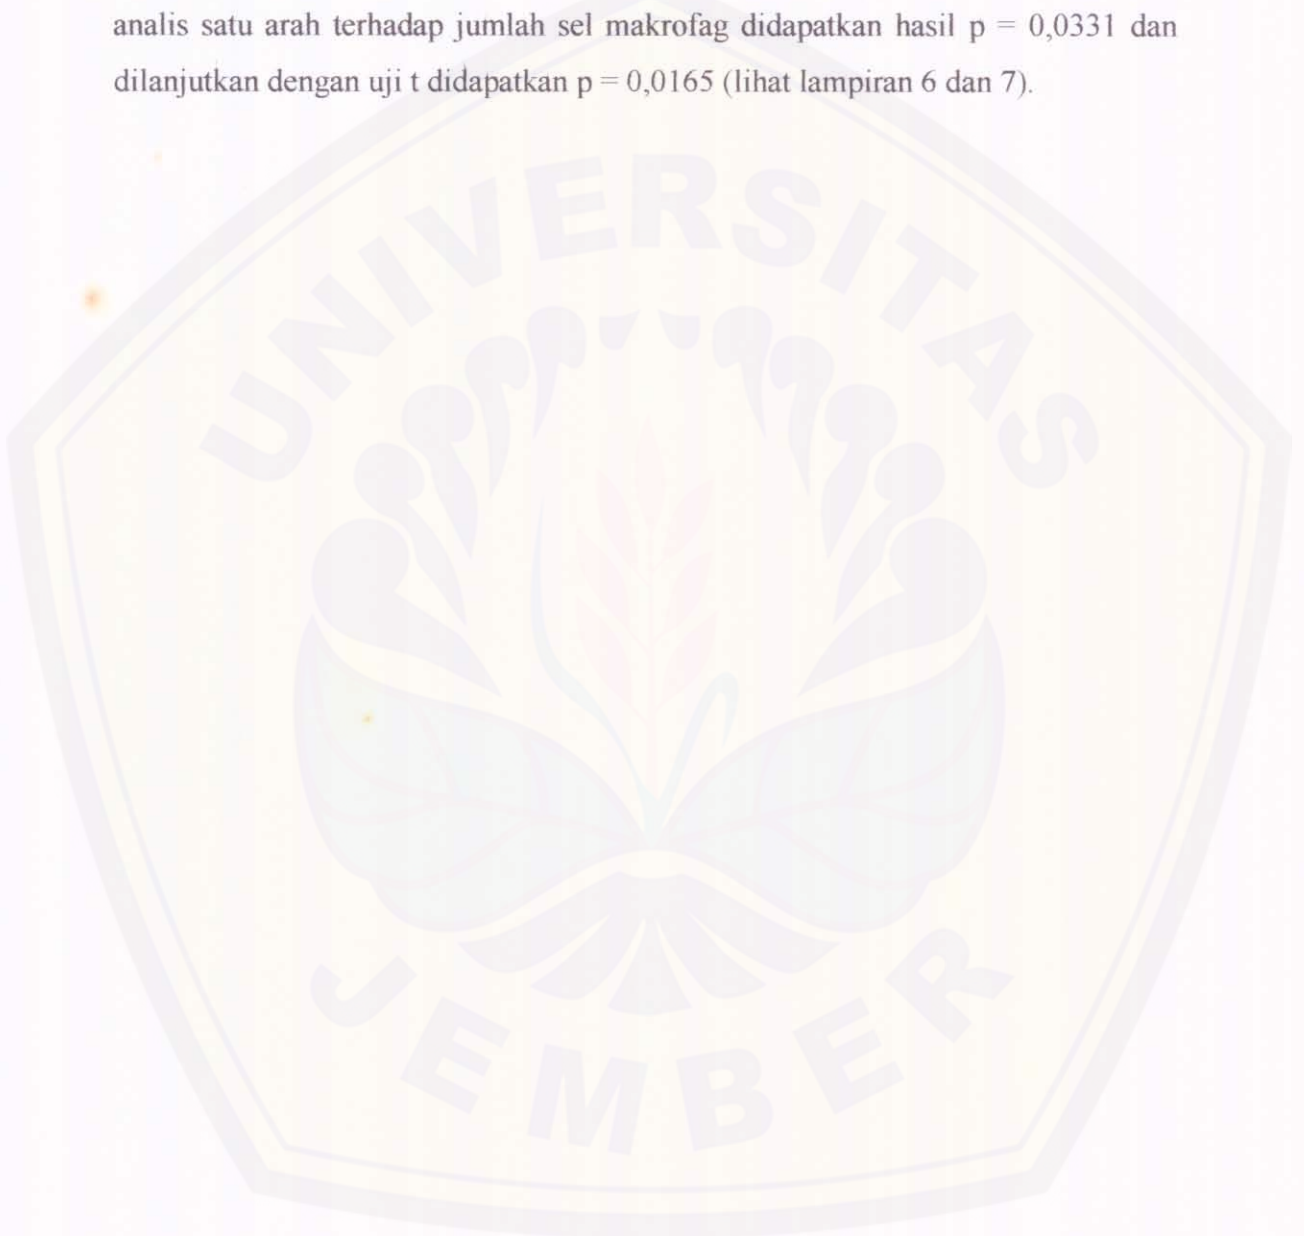 analis satu arah terhadap jumlah sel makrofag didapatkan hasil p = 0,0331 dan
dilanjutkan dengan uji t didapatkan p = 0,0165 (lihat lampiran 6 dan 7).
UNIVERSITAS
JEMBER